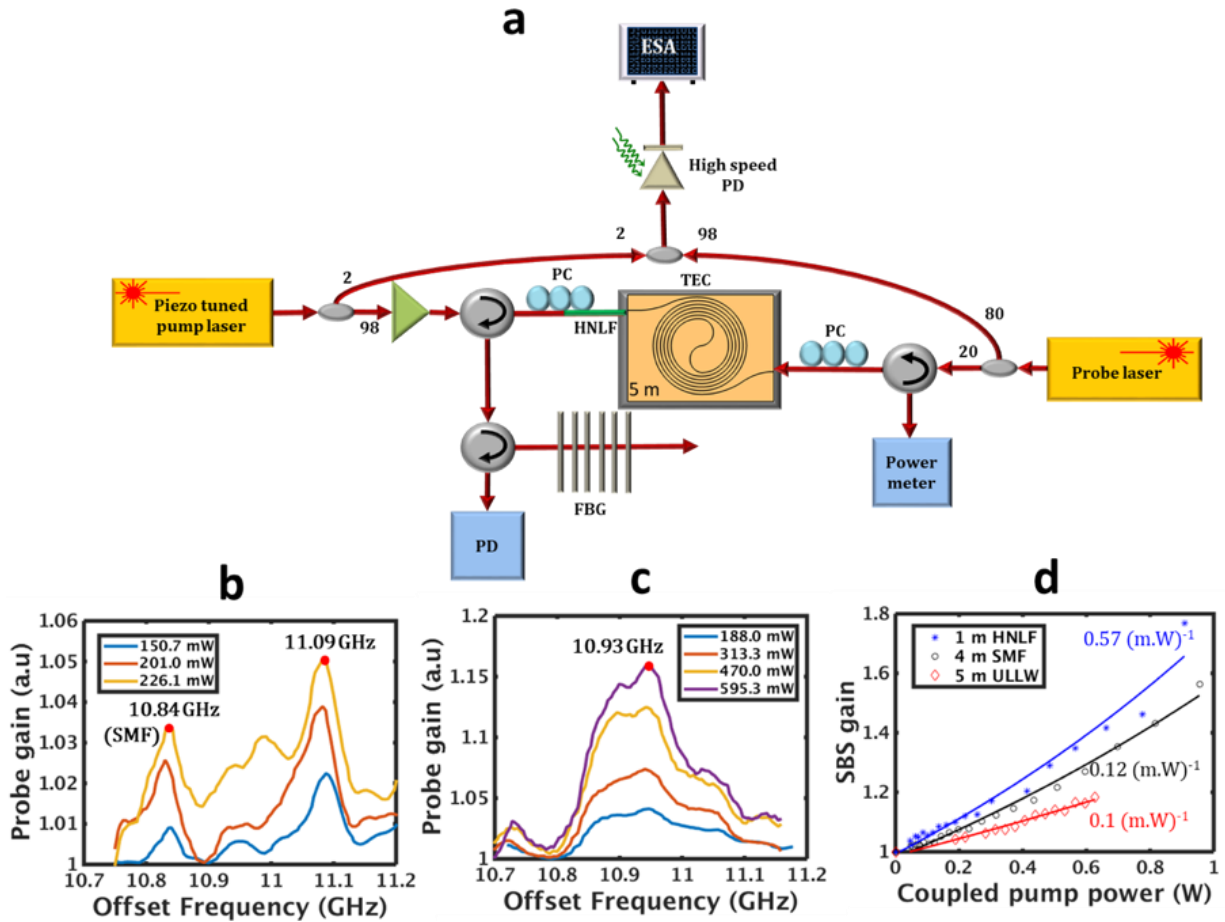 a
ESA
High speed
PD
2
98
2
PC
TEC
Piezo tuned
pump laser
98
HNLF
PC
80
20
5 m
Probe laser
Power
meter
FBG
PD
b
1.06
1.05
1.04
1.03
1.02
1.01
1
Probe gain (a.u)
150.7 mW
201.0 mW
226.1 mW
11.09 GHz
10.84 GHz
(SMF)
10.7 10.8 10.9 11 11.1 11.2
Offset Frequency (GHz)
c
1.2
1.15
1.1
1.05
1
Probe gain (a.u)
10.93 GHz
188.0 mW
313.3 mW
470.0 mW
595.3 mW
10.7 10.8 10.9 11 11.1 11.2
Offset Frequency (GHz)
d
1.8
1.6
1.4
1.2
1
SBS gain
1 m HNLF
4 m SMF
5 m ULLW
0.57 (m.W)⁻¹
0.12 (m.W)⁻¹
0.1 (m.W)⁻¹
0 0.2 0.4 0.6 0.8 1
Coupled pump power (W)